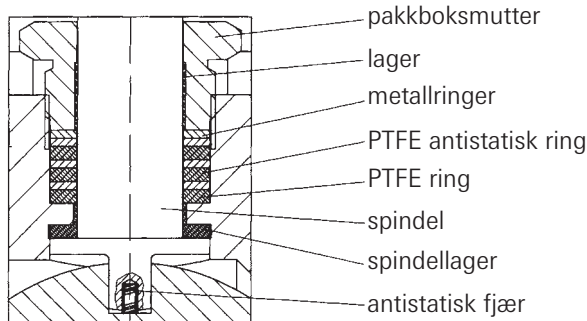 pakkboksmutter
lager
metallringer
PTFE antistatisk ring
PTFE ring
spindel
spindellager
antistatisk fjær